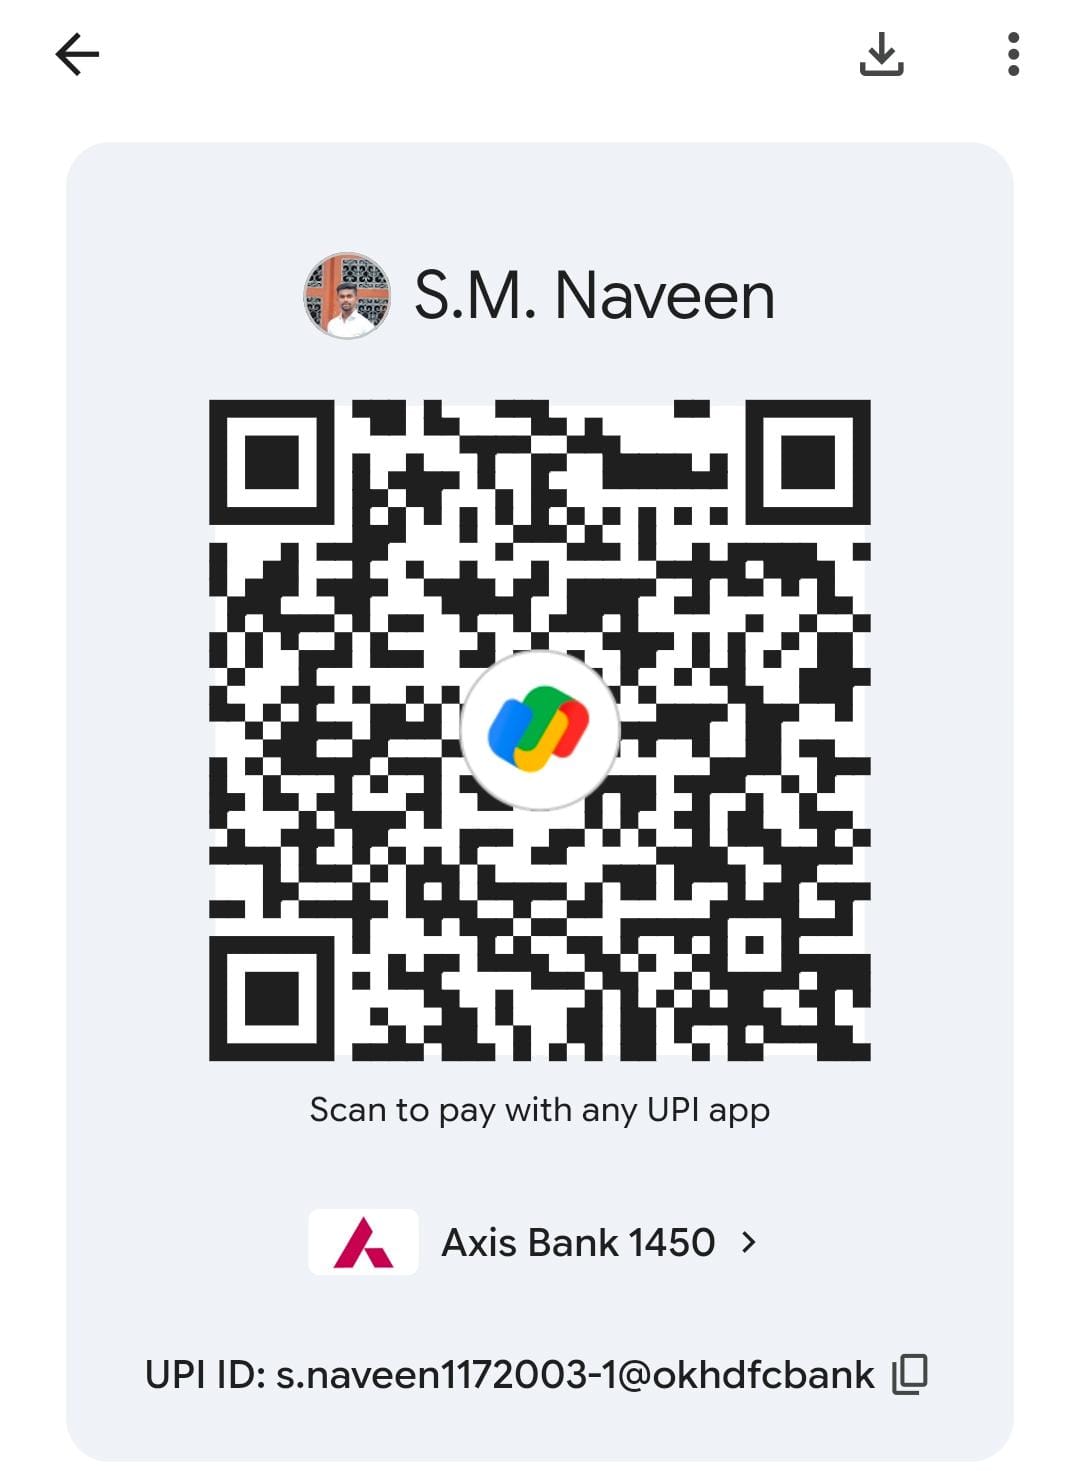 S.M. Naveen
Scan to pay with any UPI app
Axis Bank 1450
UPI ID: s.naveen1172003-1@okhdfcbank